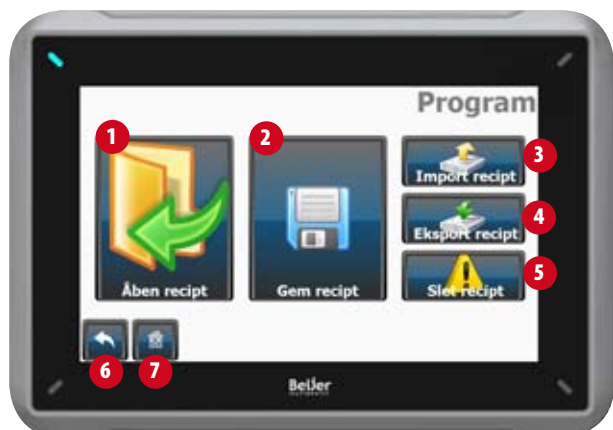 Program
1
2
3
4
5
6
7
Åben recipt
Gem recipt
Import recipt
Eksport recipt
Slet recipt
Beijer